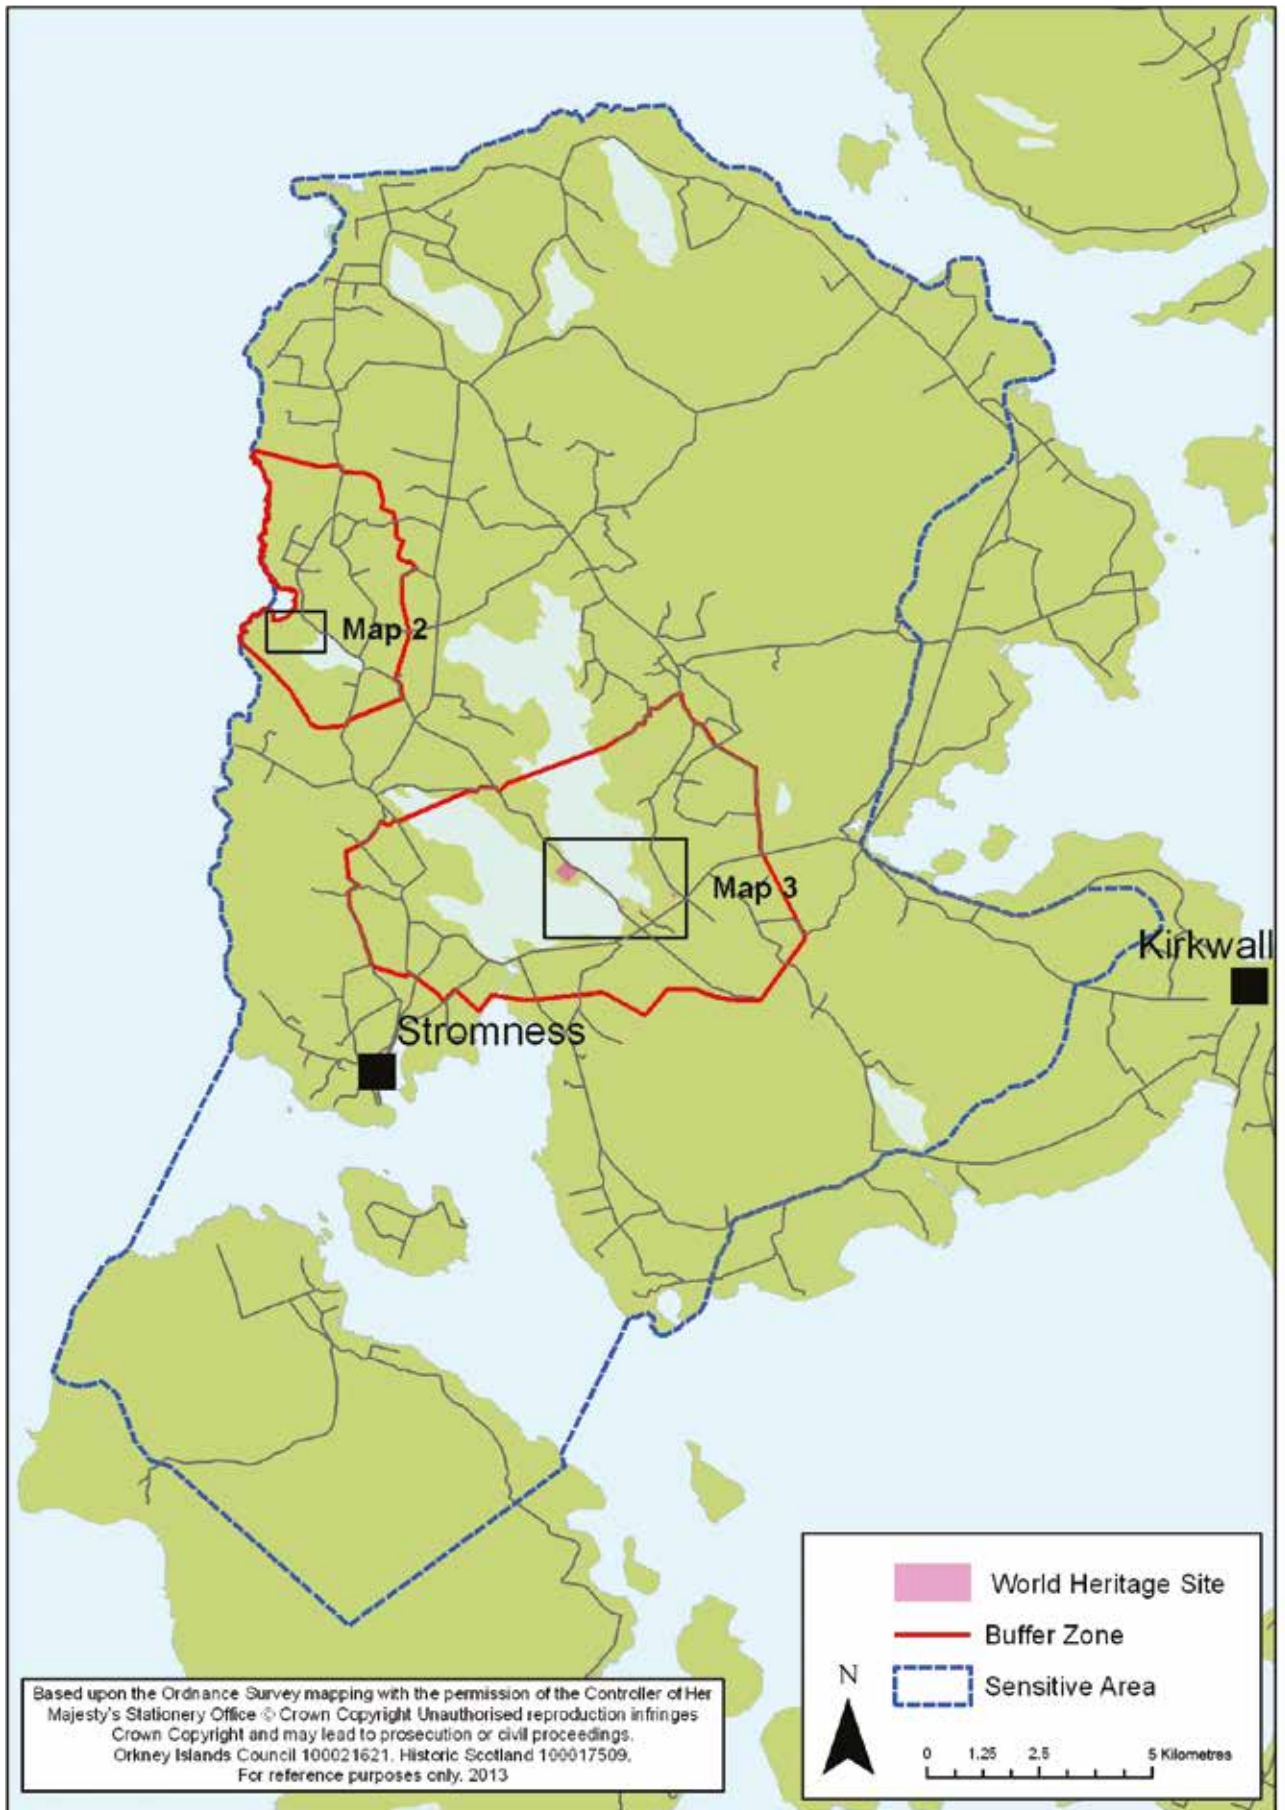 Map 2
Map 3
Kirkwall
Stromness
World Heritage Site
Buffer Zone
Sensitive Area
N
0 1.25 2.5 5 Kilometres
Based upon the Ordnance Survey mapping with the permission of the Controller of Her
Majesty's Stationery Office © Crown Copyright Unauthorised reproduction infringes
Crown Copyright and may lead to prosecution or civil proceedings.
Orkney Islands Council 100021621. Historic Scotland 100017509.
For reference purposes only. 2013